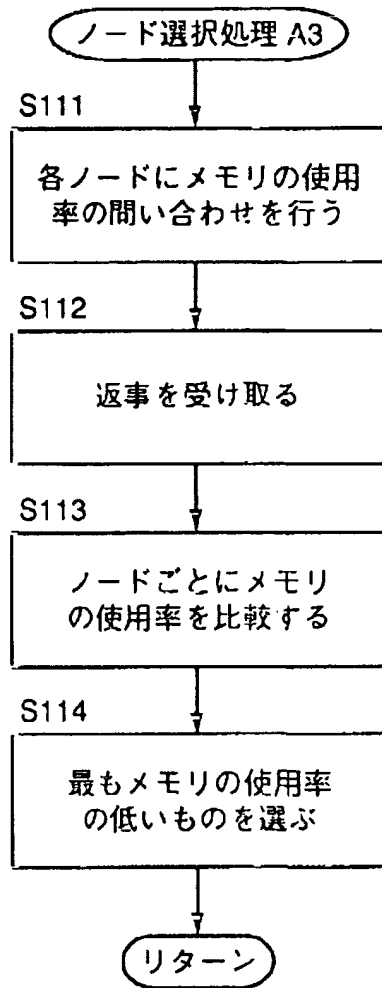 ノード選択処理 A3
S111
各ノードにメモリの使用
率の問い合わせを行う
S112
返事を受け取る
S113
ノードごとにメモリ
の使用率を比較する
S114
最もメモリの使用率
の低いものを選ぶ
リターン